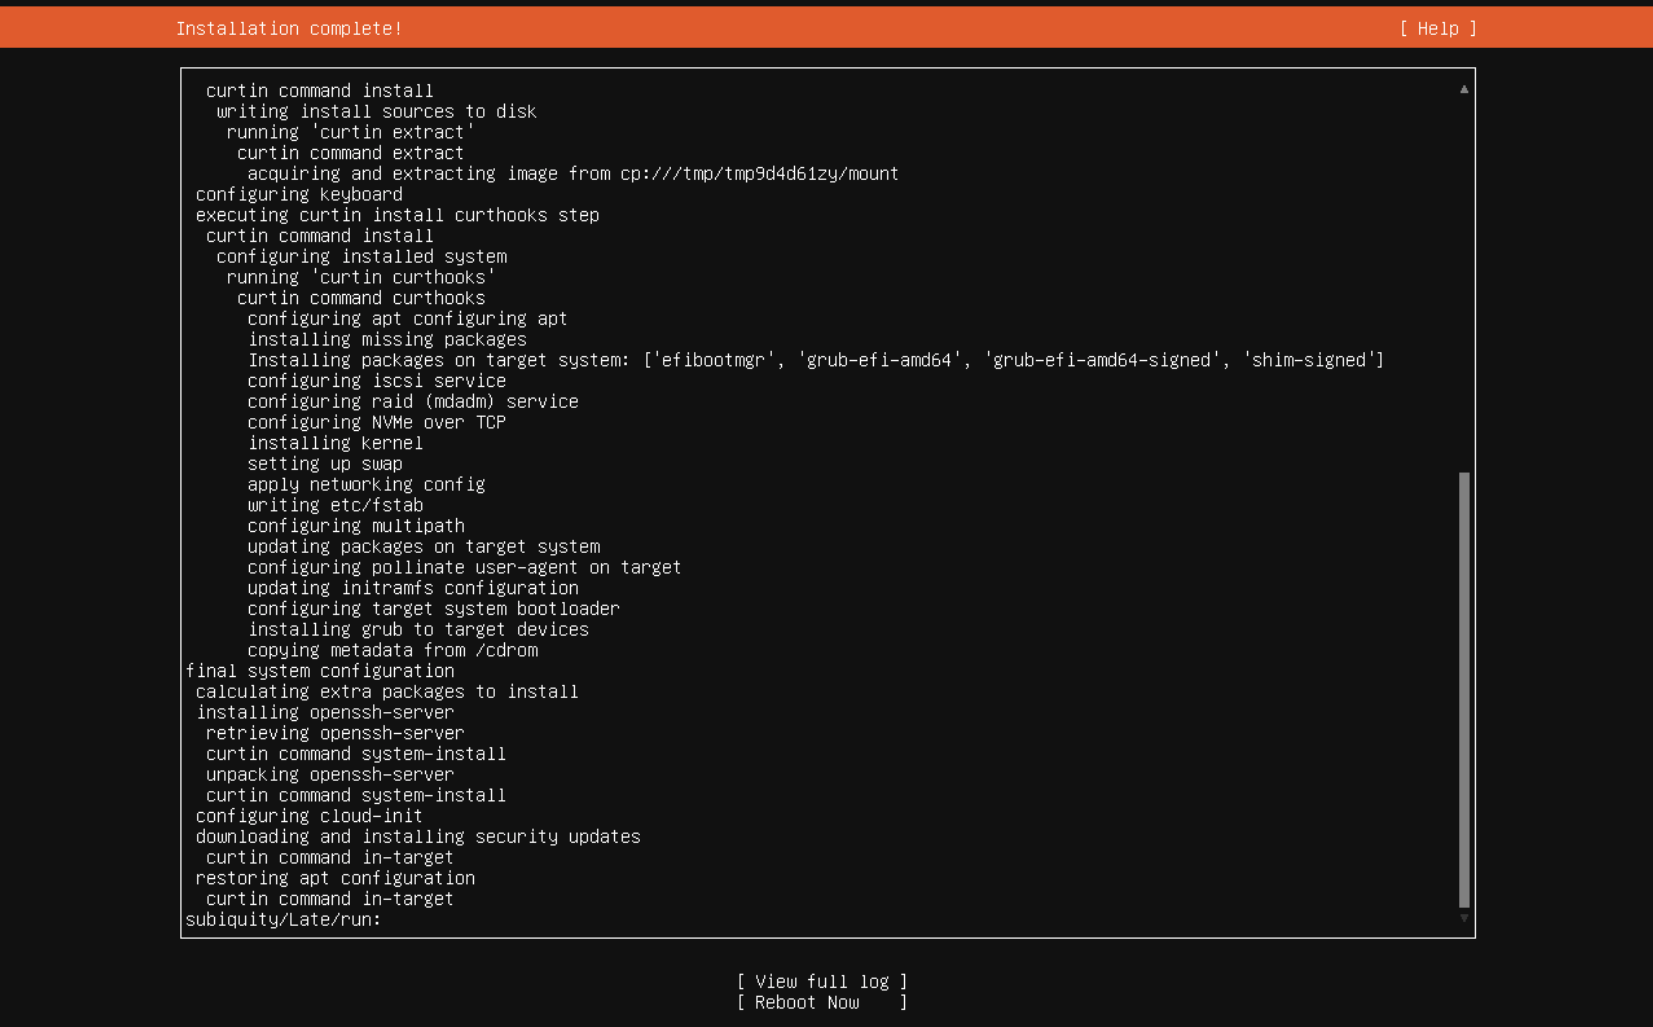 Installation complete! [ Help ]
curtin command install
writing install sources to disk
running 'curtin extract'
curtin command extract
acquiring and extracting image from cp:///tmp/tmp9d4d61zy/mount
configuring keyboard
executing curtin install curthooks step
curtin command install
configuring installed system
running 'curtin curthooks'
curtin command curthooks
configuring apt configuring apt
installing missing packages
Installing packages on target system: ['efibootmgr', 'grub-efi-amd64', 'grub-efi-amd64-signed', 'shim-signed']
configuring iscsi service
configuring raid (mdadm) service
configuring NVMe over TCP
installing kernel
setting up swap
apply networking config
writing etc/fstab
configuring multipath
updating packages on target system
configuring pollinate user-agent on target
updating initramfs configuration
configuring target system bootloader
installing grub to target devices
copying metadata from /cdrom
final system configuration
calculating extra packages to install
installing openssh-server
retrieving openssh-server
curtin command system-install
unpacking openssh-server
curtin command system-install
configuring cloud-init
downloading and installing security updates
curtin command in-target
restoring apt configuration
curtin command in-target
subiquity/Late/run:
[ View full log ]
[ Reboot Now ]